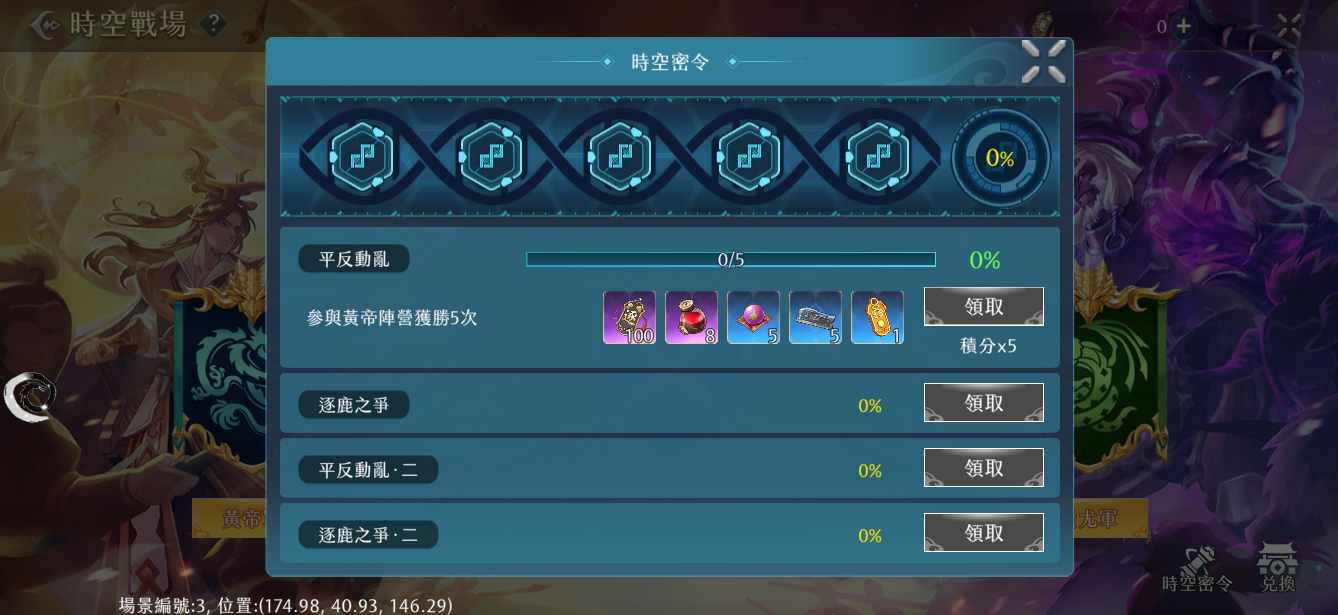 時空戰場 ?
0 +
時空密令
0%
平反動亂
0/5
0%
參與黃帝陣營獲勝5次
100
8
5
5
1
領取
積分x5
逐鹿之爭
0%
領取
平反動亂·二
0%
領取
逐鹿之爭·二
0%
領取
黃帝
尤軍
時空密令
兌換
場景編號:3, 位置:(174.98, 40.93, 146.29)